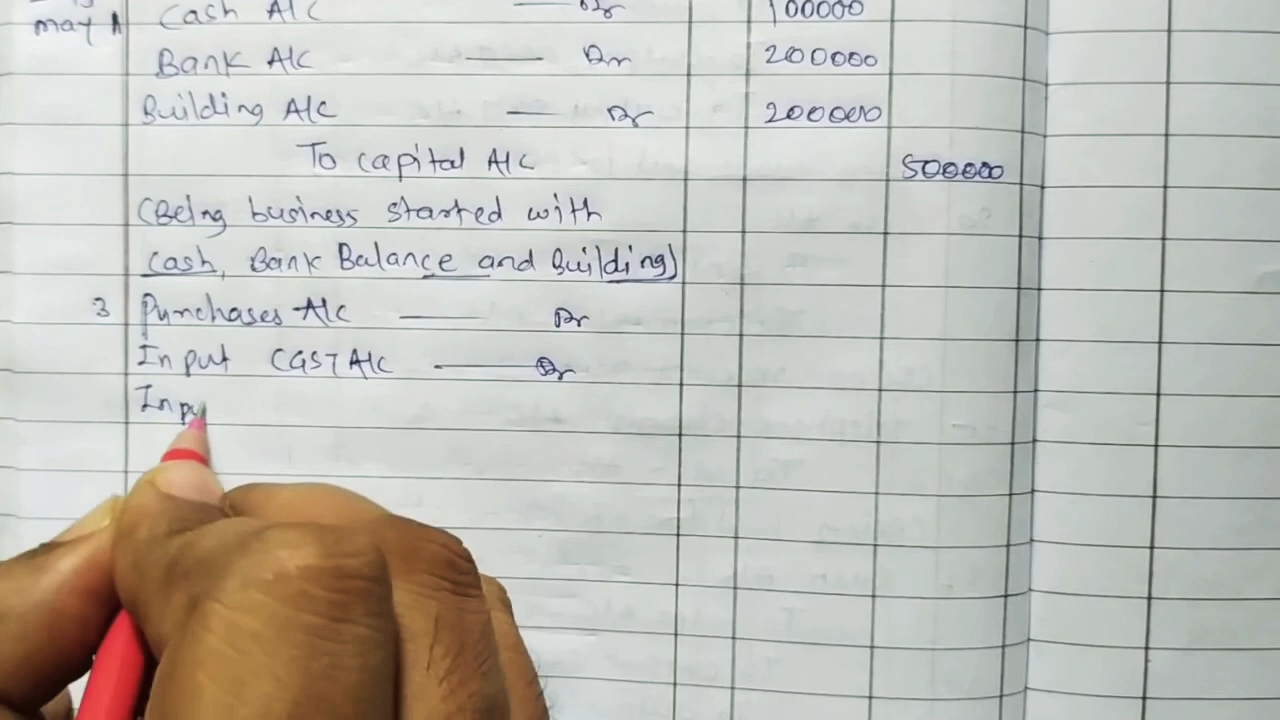 may 1 Cash A/C —— Dr 100000
Bank A/C —— Dr 200000
Building A/C —— Dr 200000
To capital A/C 500000
(Being business started with
cash, Bank Balance and Building)
3 Purchases A/C —— Dr
Input CGST A/C —— Dr
Inpu